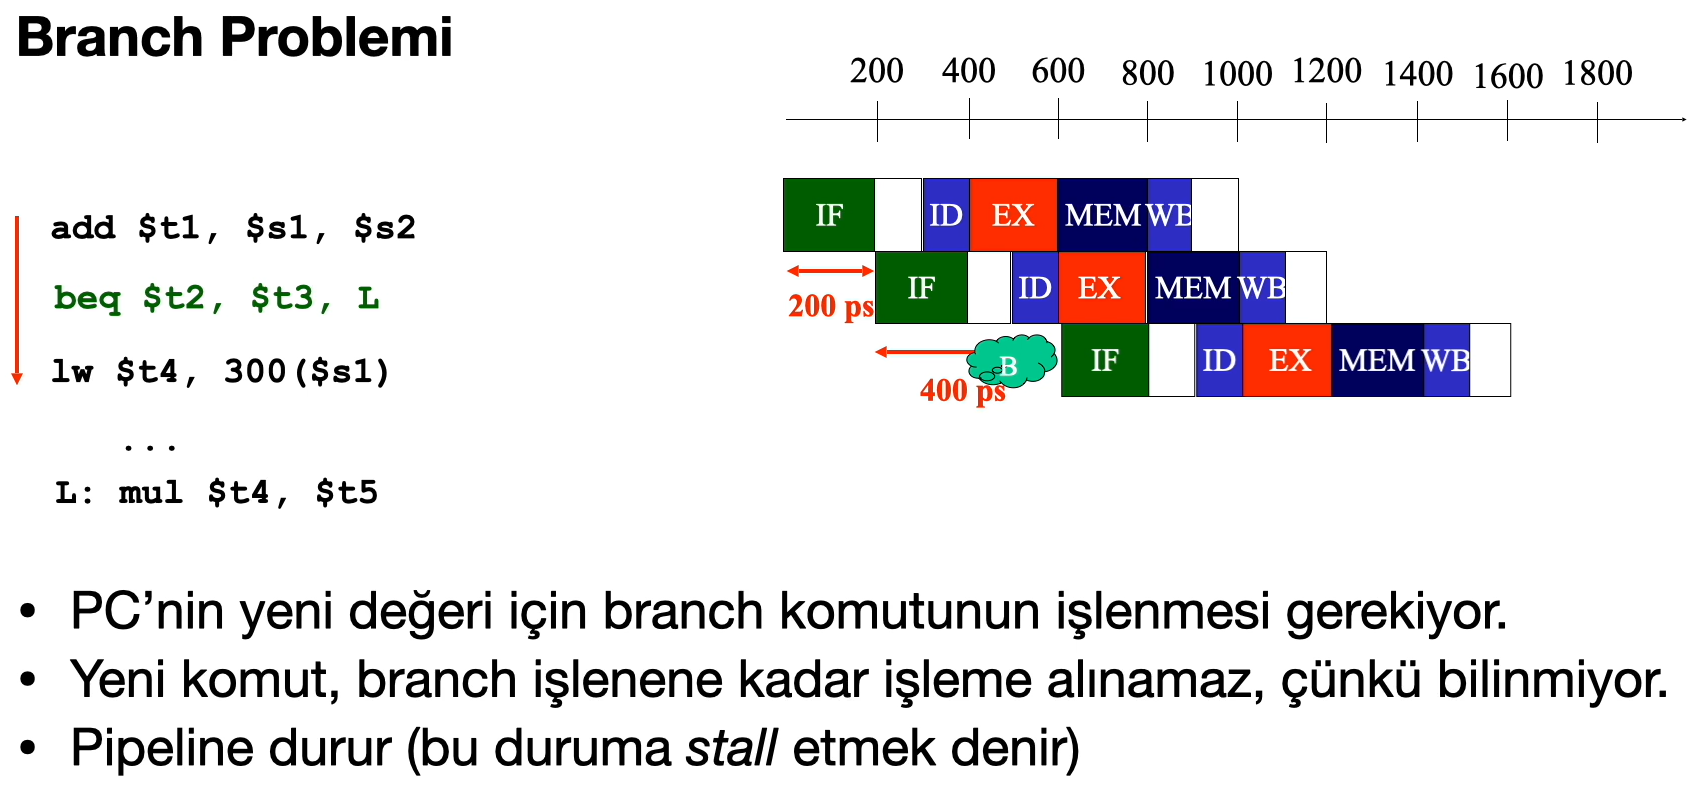 Branch Problemi
200 400 600 800 1000 1200 1400 1600 1800
add $t1, $s1, $s2
IF ID EX MEM WB
beq $t2, $t3, L
200 ps IF ID EX MEM WB
lw $t4, 300($s1)
400 ps B IF ID EX MEM WB
...
L: mul $t4, $t5
• PC’nin yeni değeri için branch komutunun işlenmesi gerekiyor.
• Yeni komut, branch işlenene kadar işleme alınamaz, çünkü bilinmiyor.
• Pipeline durur (bu duruma stall etmek denir)